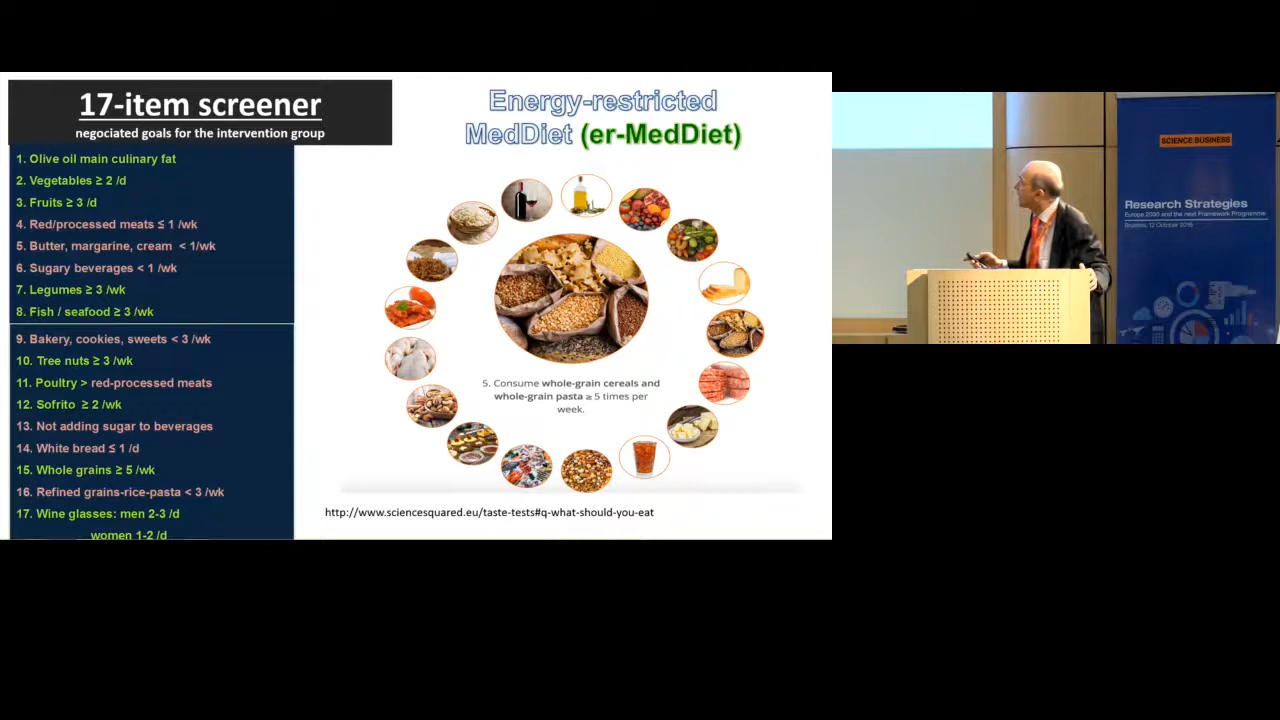 17-item screener
negociated goals for the intervention group
1. Olive oil main culinary fat
2. Vegetables ≥ 2 /d
3. Fruits ≥ 3 /d
4. Red/processed meats ≤ 1 /wk
5. Butter, margarine, cream < 1/wk
6. Sugary beverages < 1 /wk
7. Legumes ≥ 3 /wk
8. Fish / seafood ≥ 3 /wk
9. Bakery, cookies, sweets < 3 /wk
10. Tree nuts ≥ 3 /wk
11. Poultry > red-processed meats
12. Sofrito ≥ 2 /wk
13. Not adding sugar to beverages
14. White bread ≤ 1 /d
15. Whole grains ≥ 5 /wk
16. Refined grains-rice-pasta < 3 /wk
17. Wine glasses: men 2-3 /d
women 1-2 /d
Energy-restricted
MedDiet (er-MedDiet)
5. Consume whole-grain cereals and
whole-grain pasta ≥ 5 times per
week.
http://www.sciencesquared.eu/taste-tests#q-what-should-you-eat
SCIENCE BUSINESS
Research Strategies
Europe 2030 and the next Framework Programme
Brussels, 12 October 2016